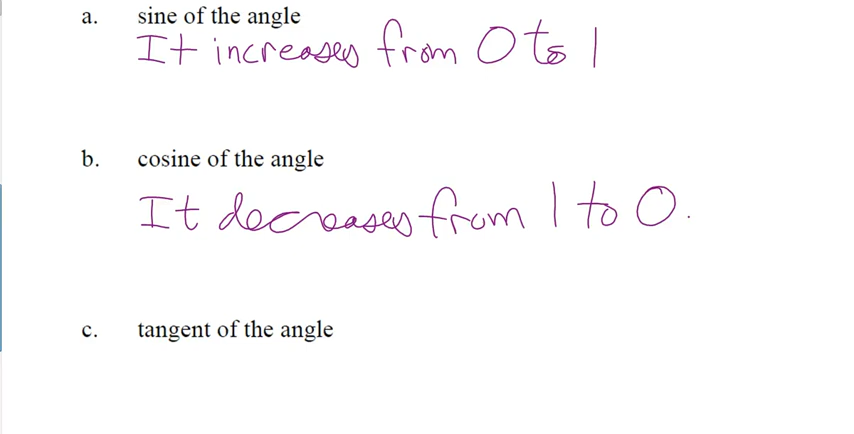 a. sine of the angle
It increases from 0 to 1
b. cosine of the angle
It decreases from 1 to 0.
c. tangent of the angle